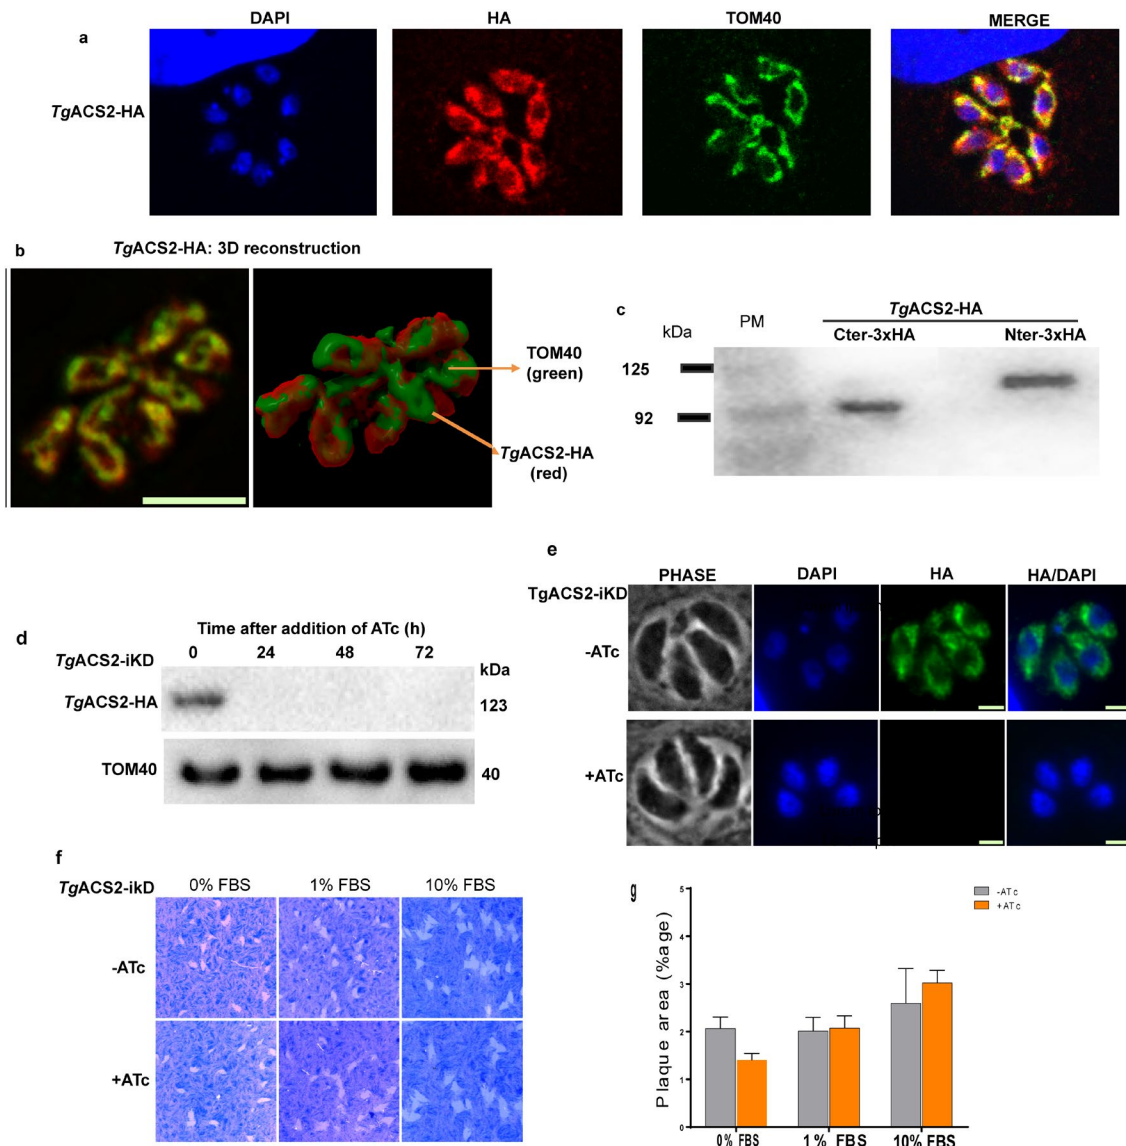 DAPI HA TOM40 MERGE
a
TgACS2-HA
b
TgACS2-HA: 3D reconstruction
TOM40
(green)
TgACS2-HA
(red)
c
TgACS2-HA
kDa PM Cter-3xHA Nter-3xHA
125
92
d
Time after addition of ATc (h)
TgACS2-iKD 0 24 48 72 kDa
TgACS2-HA 123
TOM40 40
e
PHASE DAPI HA HA/DAPI
TgACS2-iKD
-ATc
+ATc
f
TgACS2-ikD 0% FBS 1% FBS 10% FBS
-ATc
+ATc
g
-ATc
+ATc
Plaque area (%age)
5
4
3
2
1
0
0% FBS 1% FBS 10% FBS